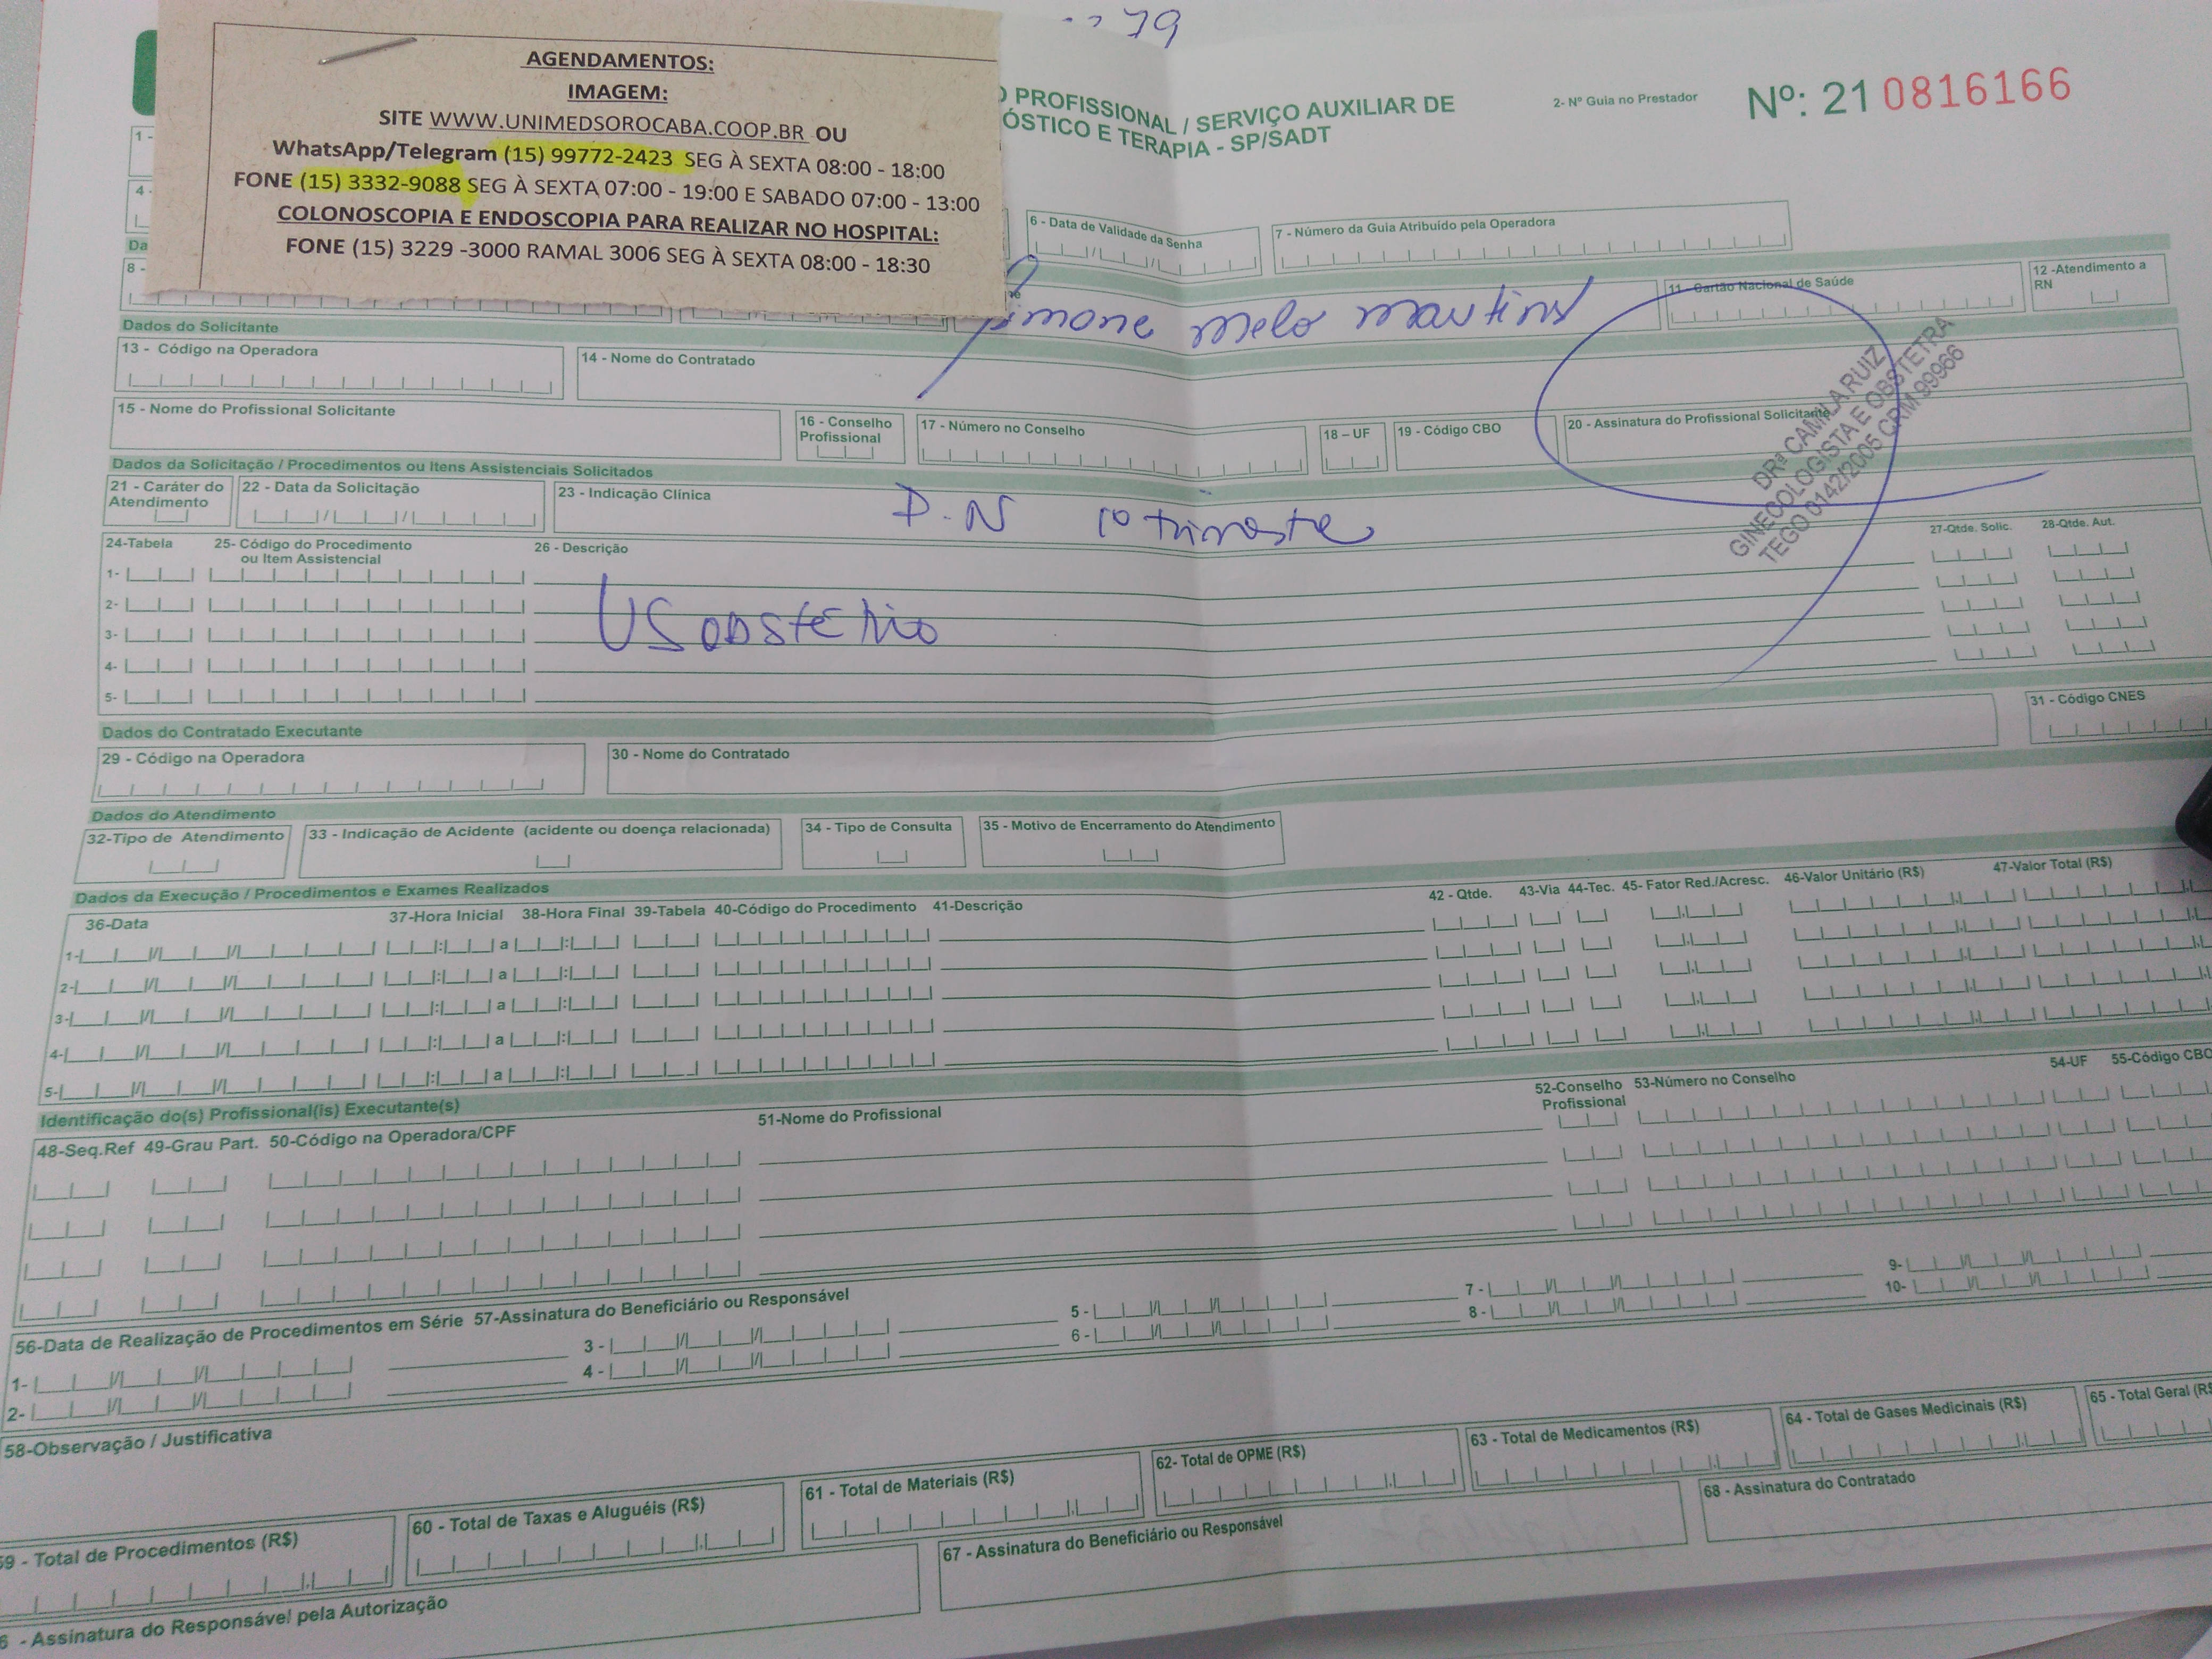 AGENDAMENTOS:
IMAGEM:
SITE WWW.UNIMEDSOROCABA.COOP.BR OU
WhatsApp/Telegram (15) 99772-2423 SEG À SEXTA 08:00 - 18:00
FONE (15) 3332-9088 SEG À SEXTA 07:00 - 19:00 E SABADO 07:00 - 13:00
COLONOSCOPIA E ENDOSCOPIA PARA REALIZAR NO HOSPITAL:
FONE (15) 3229 -3000 RAMAL 3006 SEG À SEXTA 08:00 - 18:30
PROFISSIONAL / SERVIÇO AUXILIAR DE
ÓSTICO E TERAPIA - SP/SADT
2- Nº Guia no Prestador
Nº: 21 0816166
1 -
4 -
6 - Data de Validade da Senha
7 - Número da Guia Atribuído pela Operadora
Da
8 -
Simone Melo Martins
11 - Cartão Nacional de Saúde
12 -Atendimento a
RN
Dados do Solicitante
13 - Código na Operadora
14 - Nome do Contratado
15 - Nome do Profissional Solicitante
16 - Conselho
Profissional
17 - Número no Conselho
18 – UF
19 - Código CBO
20 - Assinatura do Profissional Solicitante
DRª CAMILA RUIZ
GINECOLOGISTA E OBSTETRA
TEGO 0142/2005 CRM 99966
Dados da Solicitação / Procedimentos ou Itens Assistenciais Solicitados
21 - Caráter do
Atendimento
22 - Data da Solicitação
23 - Indicação Clínica
P.N 1º trimestre
24-Tabela
25- Código do Procedimento
ou Item Assistencial
26 - Descrição
27-Qtde. Solic.
28-Qtde. Aut.
1-
2-
3-
4-
5-
US obstétrico
Dados do Contratado Executante
29 - Código na Operadora
30 - Nome do Contratado
31 - Código CNES
Dados do Atendimento
32-Tipo de Atendimento
33 - Indicação de Acidente (acidente ou doença relacionada)
34 - Tipo de Consulta
35 - Motivo de Encerramento do Atendimento
Dados da Execução / Procedimentos e Exames Realizados
36-Data
37-Hora Inicial
38-Hora Final
39-Tabela
40-Código do Procedimento
41-Descrição
42 - Qtde.
43-Via
44-Tec.
45- Fator Red./Acresc.
46-Valor Unitário (R$)
47-Valor Total (R$)
1- a
2- a
3- a
4- a
5- a
Identificação do(s) Profissional(is) Executante(s)
48-Seq.Ref
49-Grau Part.
50-Código na Operadora/CPF
51-Nome do Profissional
52-Conselho
Profissional
53-Número no Conselho
54-UF
55-Código CBO
56-Data de Realização de Procedimentos em Série
57-Assinatura do Beneficiário ou Responsável
1-
2-
3 -
4 -
5 -
6 -
7 -
8 -
9-
10-
58-Observação / Justificativa
59 - Total de Procedimentos (R$)
60 - Total de Taxas e Aluguéis (R$)
61 - Total de Materiais (R$)
62- Total de OPME (R$)
63 - Total de Medicamentos (R$)
64 - Total de Gases Medicinais (R$)
65 - Total Geral (R$
6 - Assinatura do Responsável pela Autorização
67 - Assinatura do Beneficiário ou Responsável
68 - Assinatura do Contratado